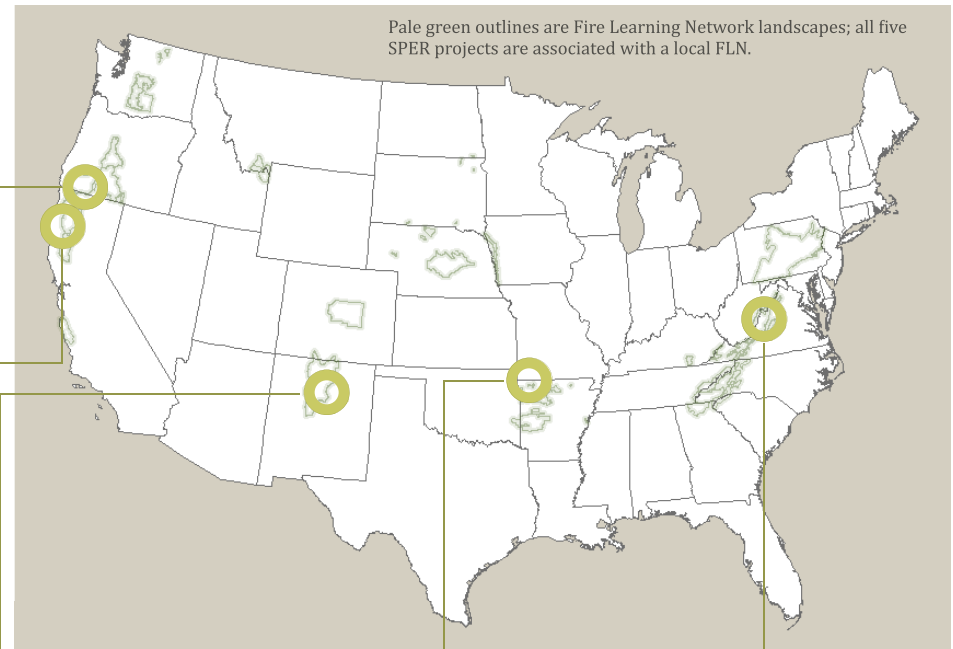 Pale green outlines are Fire Learning Network landscapes; all five
SPER projects are associated with a local FLN.